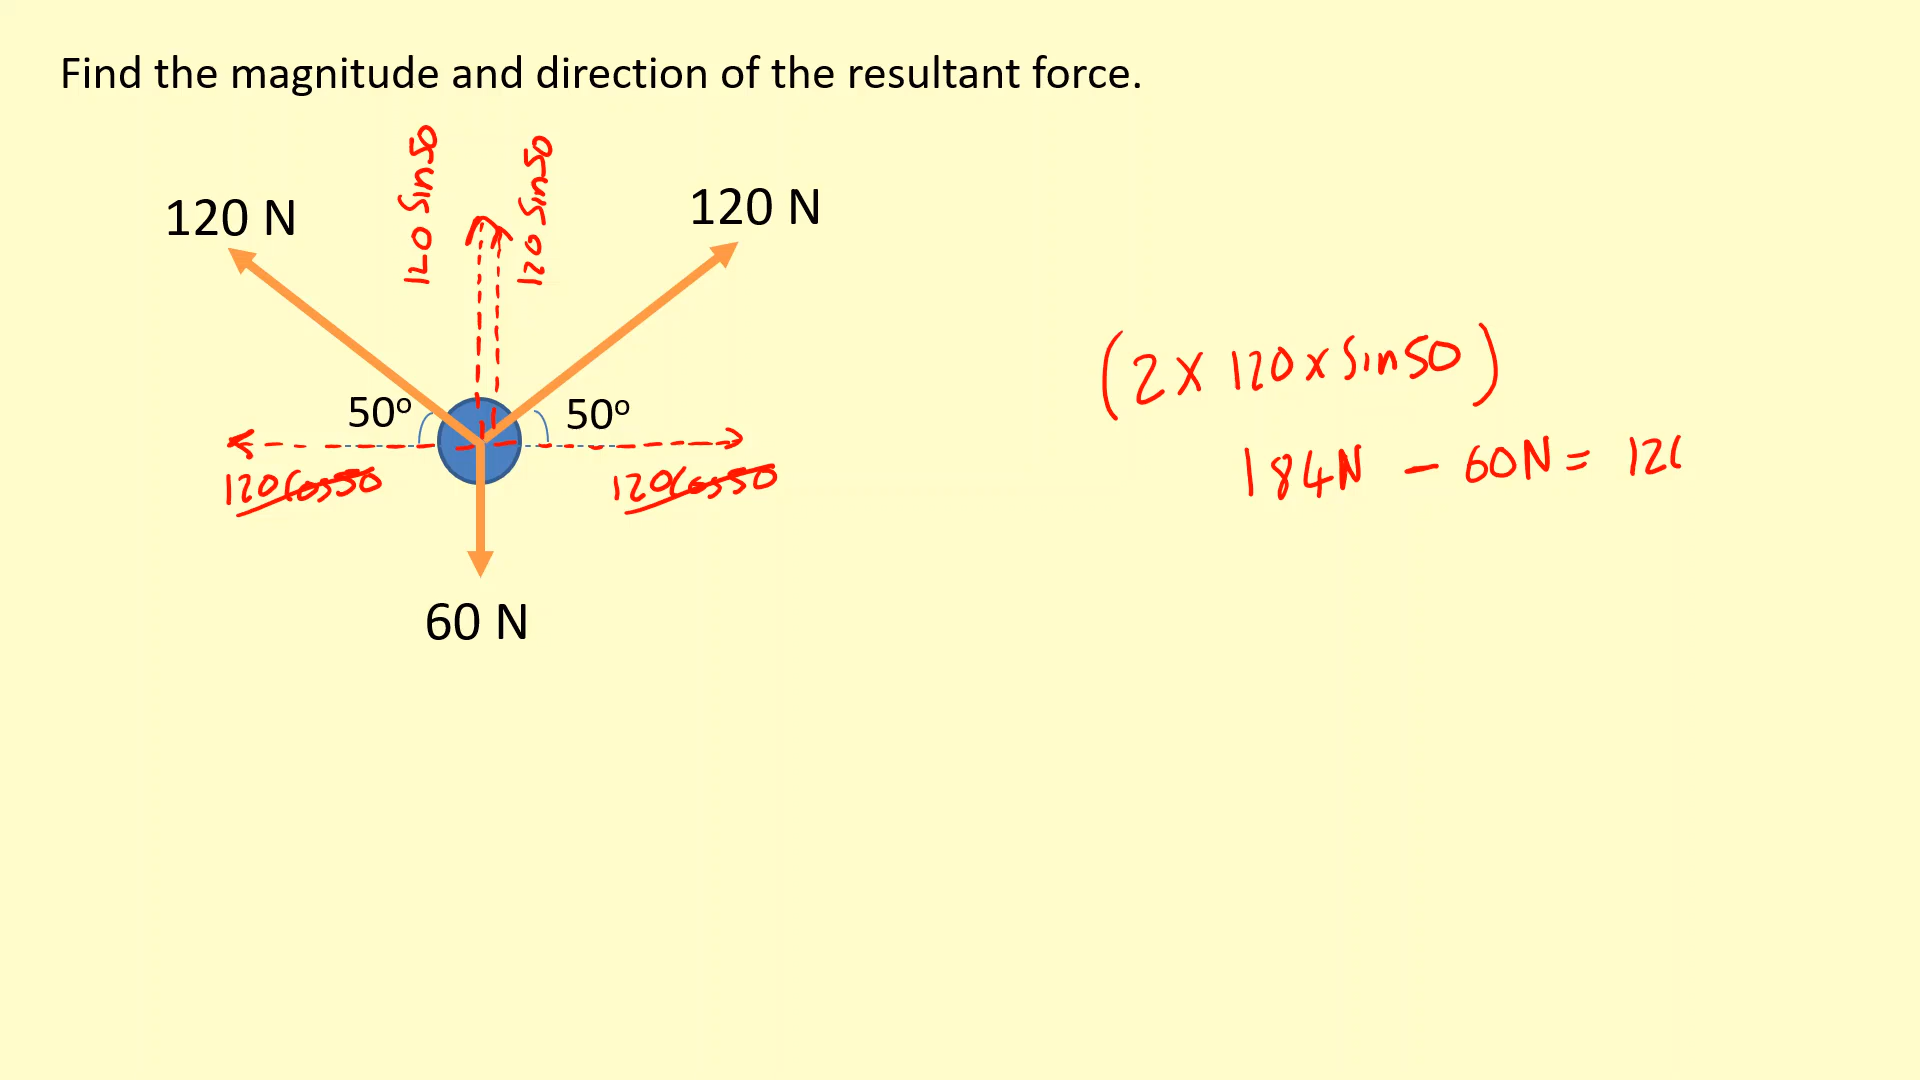 Find the magnitude and direction of the resultant force.
120 Sin50
120 Sin50
120 N
120 N
(2 x 120 x Sin50)
50º
50º
184N - 60N = 12
120Cos50
120Cos50
60 N